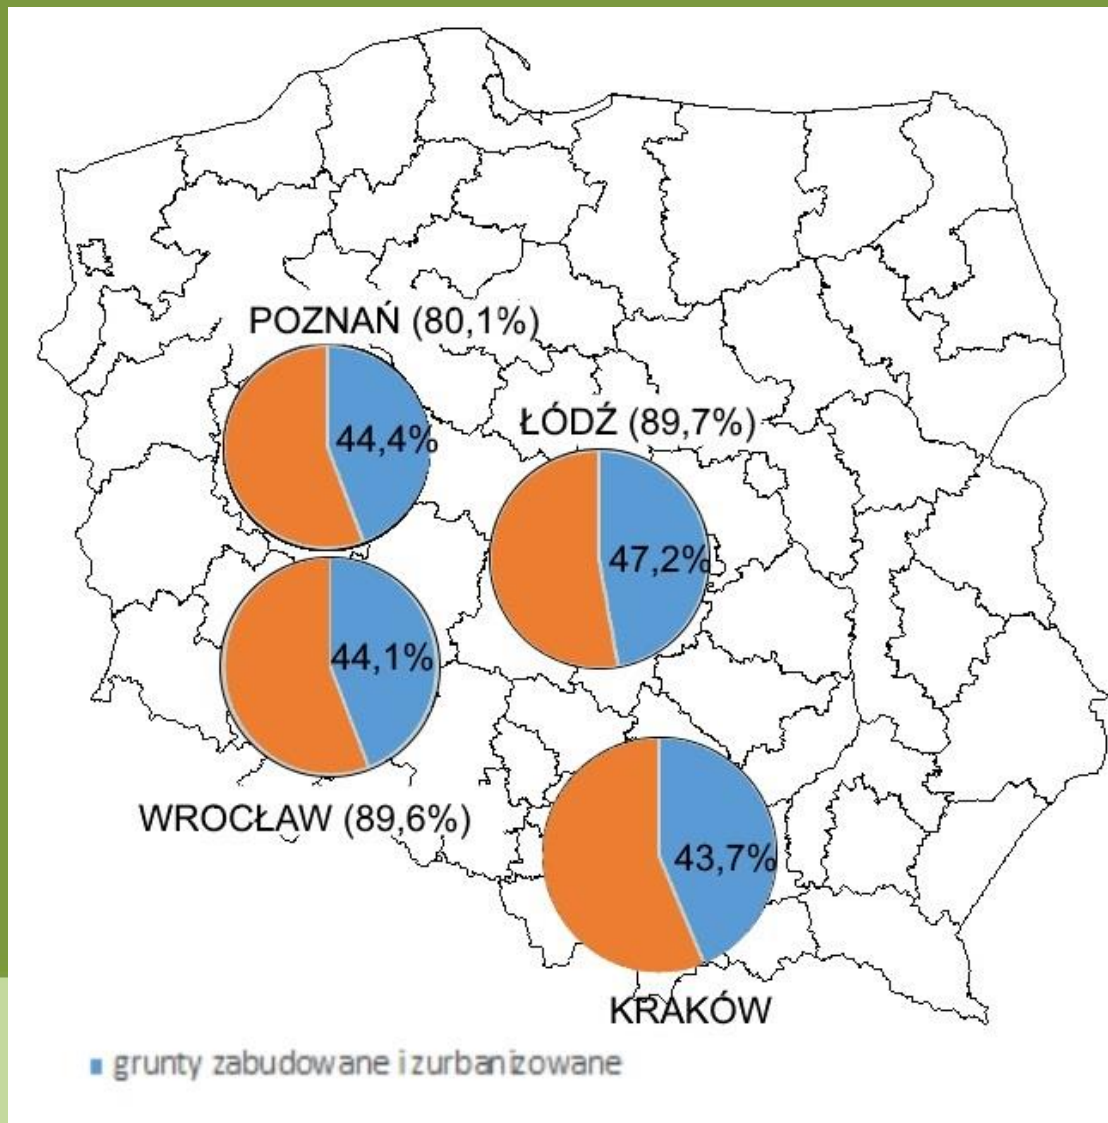 POZNAŃ (80,1%)
44,4%
ŁÓDŹ (89,7%)
47,2%
44,1%
WROCŁAW (89,6%)
43,7%
KRAKÓW
grunty zabudowane i zurbanizowane